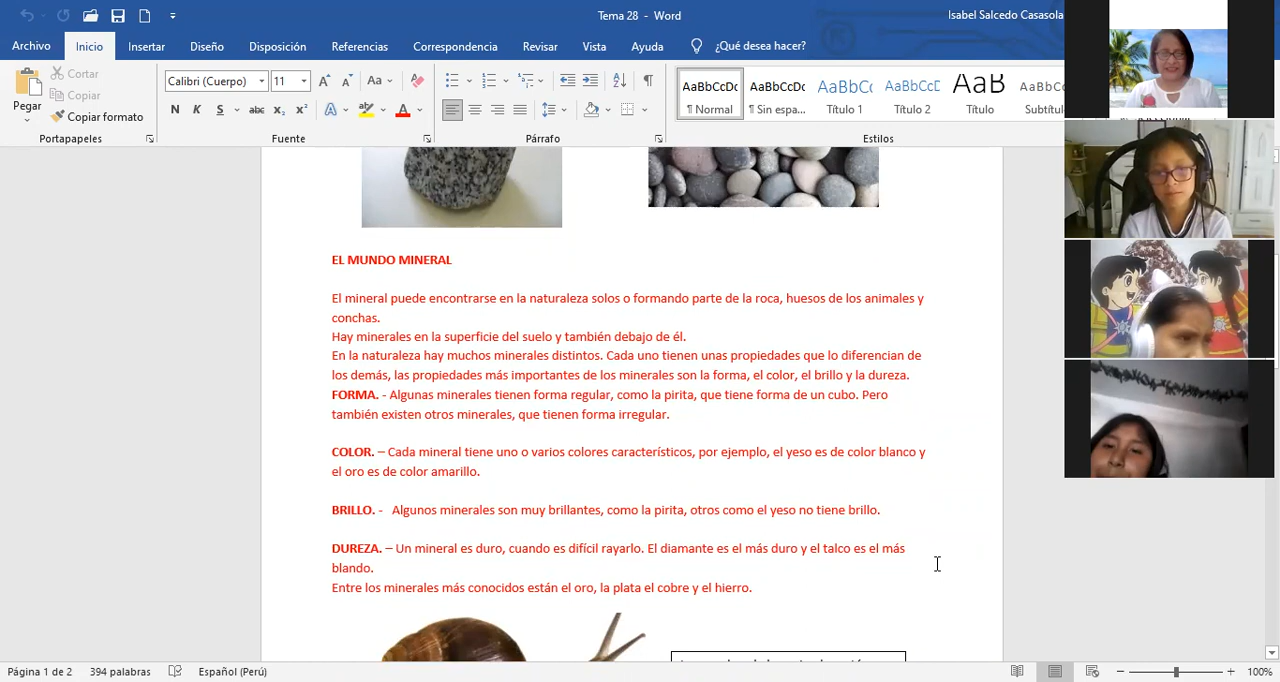 Tema 28 - Word
Isabel Salcedo Casasola
Archivo Inicio Insertar Diseño Disposición Referencias Correspondencia Revisar Vista Ayuda ¿Qué desea hacer?
Pegar
Cortar
Copiar
Copiar formato
Portapapeles
Calibri (Cuerpo) 11
Aa
N K S abc x₂ x² A A
Fuente
Párrafo
AaBbCcDc AaBbCcDc AaBbCc AaBbCcE AaB AaBbCc
¶ Normal ¶ Sin espa... Título 1 Título 2 Título Subtítul
Estilos
EL MUNDO MINERAL
El mineral puede encontrarse en la naturaleza solos o formando parte de la roca, huesos de los animales y
conchas.
Hay minerales en la superficie del suelo y también debajo de él.
En la naturaleza hay muchos minerales distintos. Cada uno tienen unas propiedades que lo diferencian de
los demás, las propiedades más importantes de los minerales son la forma, el color, el brillo y la dureza.
FORMA. - Algunas minerales tienen forma regular, como la pirita, que tiene forma de un cubo. Pero
también existen otros minerales, que tienen forma irregular.
COLOR. – Cada mineral tiene uno o varios colores característicos, por ejemplo, el yeso es de color blanco y
el oro es de color amarillo.
BRILLO. - Algunos minerales son muy brillantes, como la pirita, otros como el yeso no tiene brillo.
DUREZA. – Un mineral es duro, cuando es difícil rayarlo. El diamante es el más duro y el talco es el más
blando.
Entre los minerales más conocidos están el oro, la plata el cobre y el hierro.
Página 1 de 2 394 palabras Español (Perú) 100%